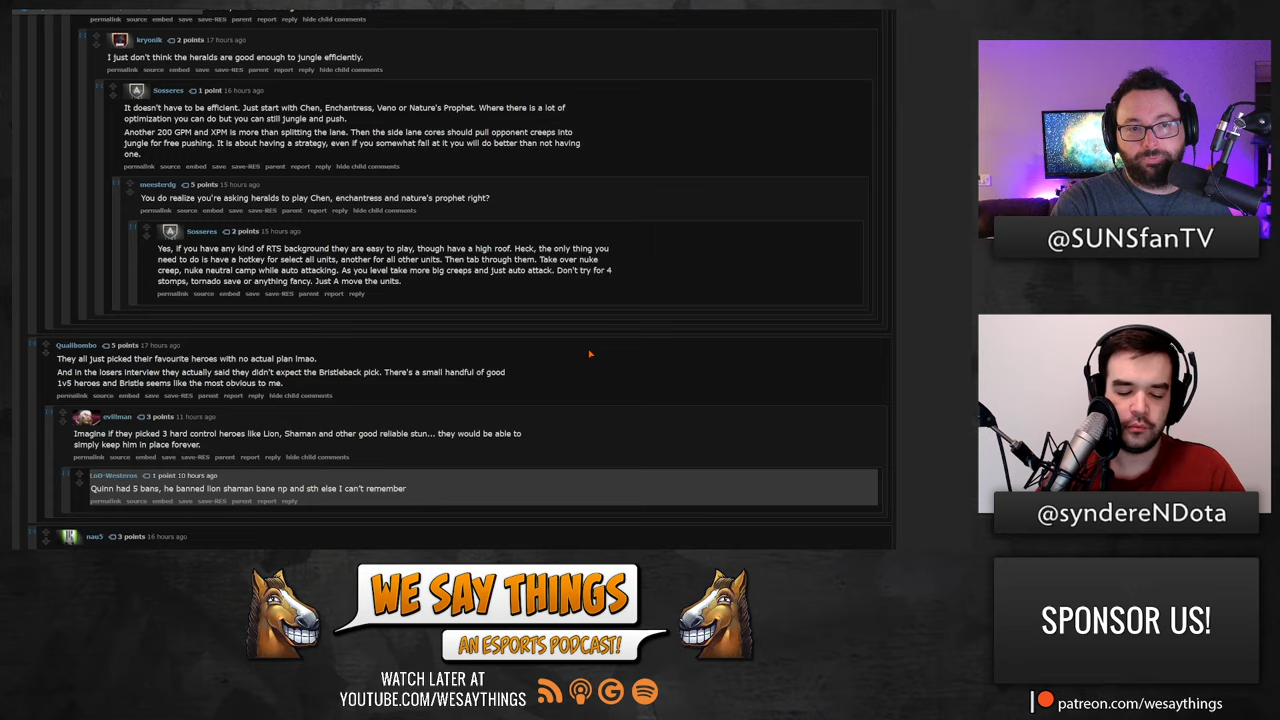 permalink source embed save save-RES parent report reply hide child comments
kryonik 2 points 17 hours ago
I just don't think the heralds are good enough to jungle efficiently.
permalink source embed save save-RES parent report reply hide child comments
Sosseres 1 point 16 hours ago
It doesn't have to be efficient. Just start with Chen, Enchantress, Veno or Nature's Prophet. Where there is a lot of
optimization you can do but you can still jungle and push.
Another 200 GPM and XPM is more than splitting the lane. Then the side lane cores should pull opponent creeps into
jungle for free pushing. It is about having a strategy, even if you somewhat fail at it you will do better than not having
one.
permalink source embed save save-RES parent report reply hide child comments
meesterdg 5 points 15 hours ago
You do realize you're asking heralds to play Chen, enchantress and nature's prophet right?
permalink source embed save save-RES parent report reply hide child comments
Sosseres 2 points 15 hours ago
Yes, if you have any kind of RTS background they are easy to play, though have a high roof. Heck, the only thing you
need to do is have a hotkey for select all units, another for all other units. Then tab through them. Take over nuke
creep, nuke neutral camp while auto attacking. As you level take more big creeps and just auto attack. Don't try for 4
stomps, tornado save or anything fancy. Just A move the units.
permalink source embed save save-RES parent report reply
Quailbombo 5 points 17 hours ago
They all just picked their favourite heroes with no actual plan lmao.
And in the losers interview they actually said they didn't expect the Bristleback pick. There's a small handful of good
1v5 heroes and Bristle seems like the most obvious to me.
permalink source embed save save-RES parent report reply hide child comments
evillman 3 points 11 hours ago
Imagine if they picked 3 hard control heroes like Lion, Shaman and other good reliable stun... they would be able to
simply keep him in place forever.
permalink source embed save save-RES parent report reply hide child comments
LoO-Westeros 1 point 10 hours ago
Quinn had 5 bans, he banned lion shaman bane np and sth else I can't remember
permalink source embed save save-RES parent report reply
nau5 3 points 16 hours ago
@SUNSfanTV
@syndereNDota
SPONSOR US!
patreon.com/wesaythings
WE SAY THINGS
AN ESPORTS PODCAST!
WATCH LATER AT
YOUTUBE.COM/WESAYTHINGS